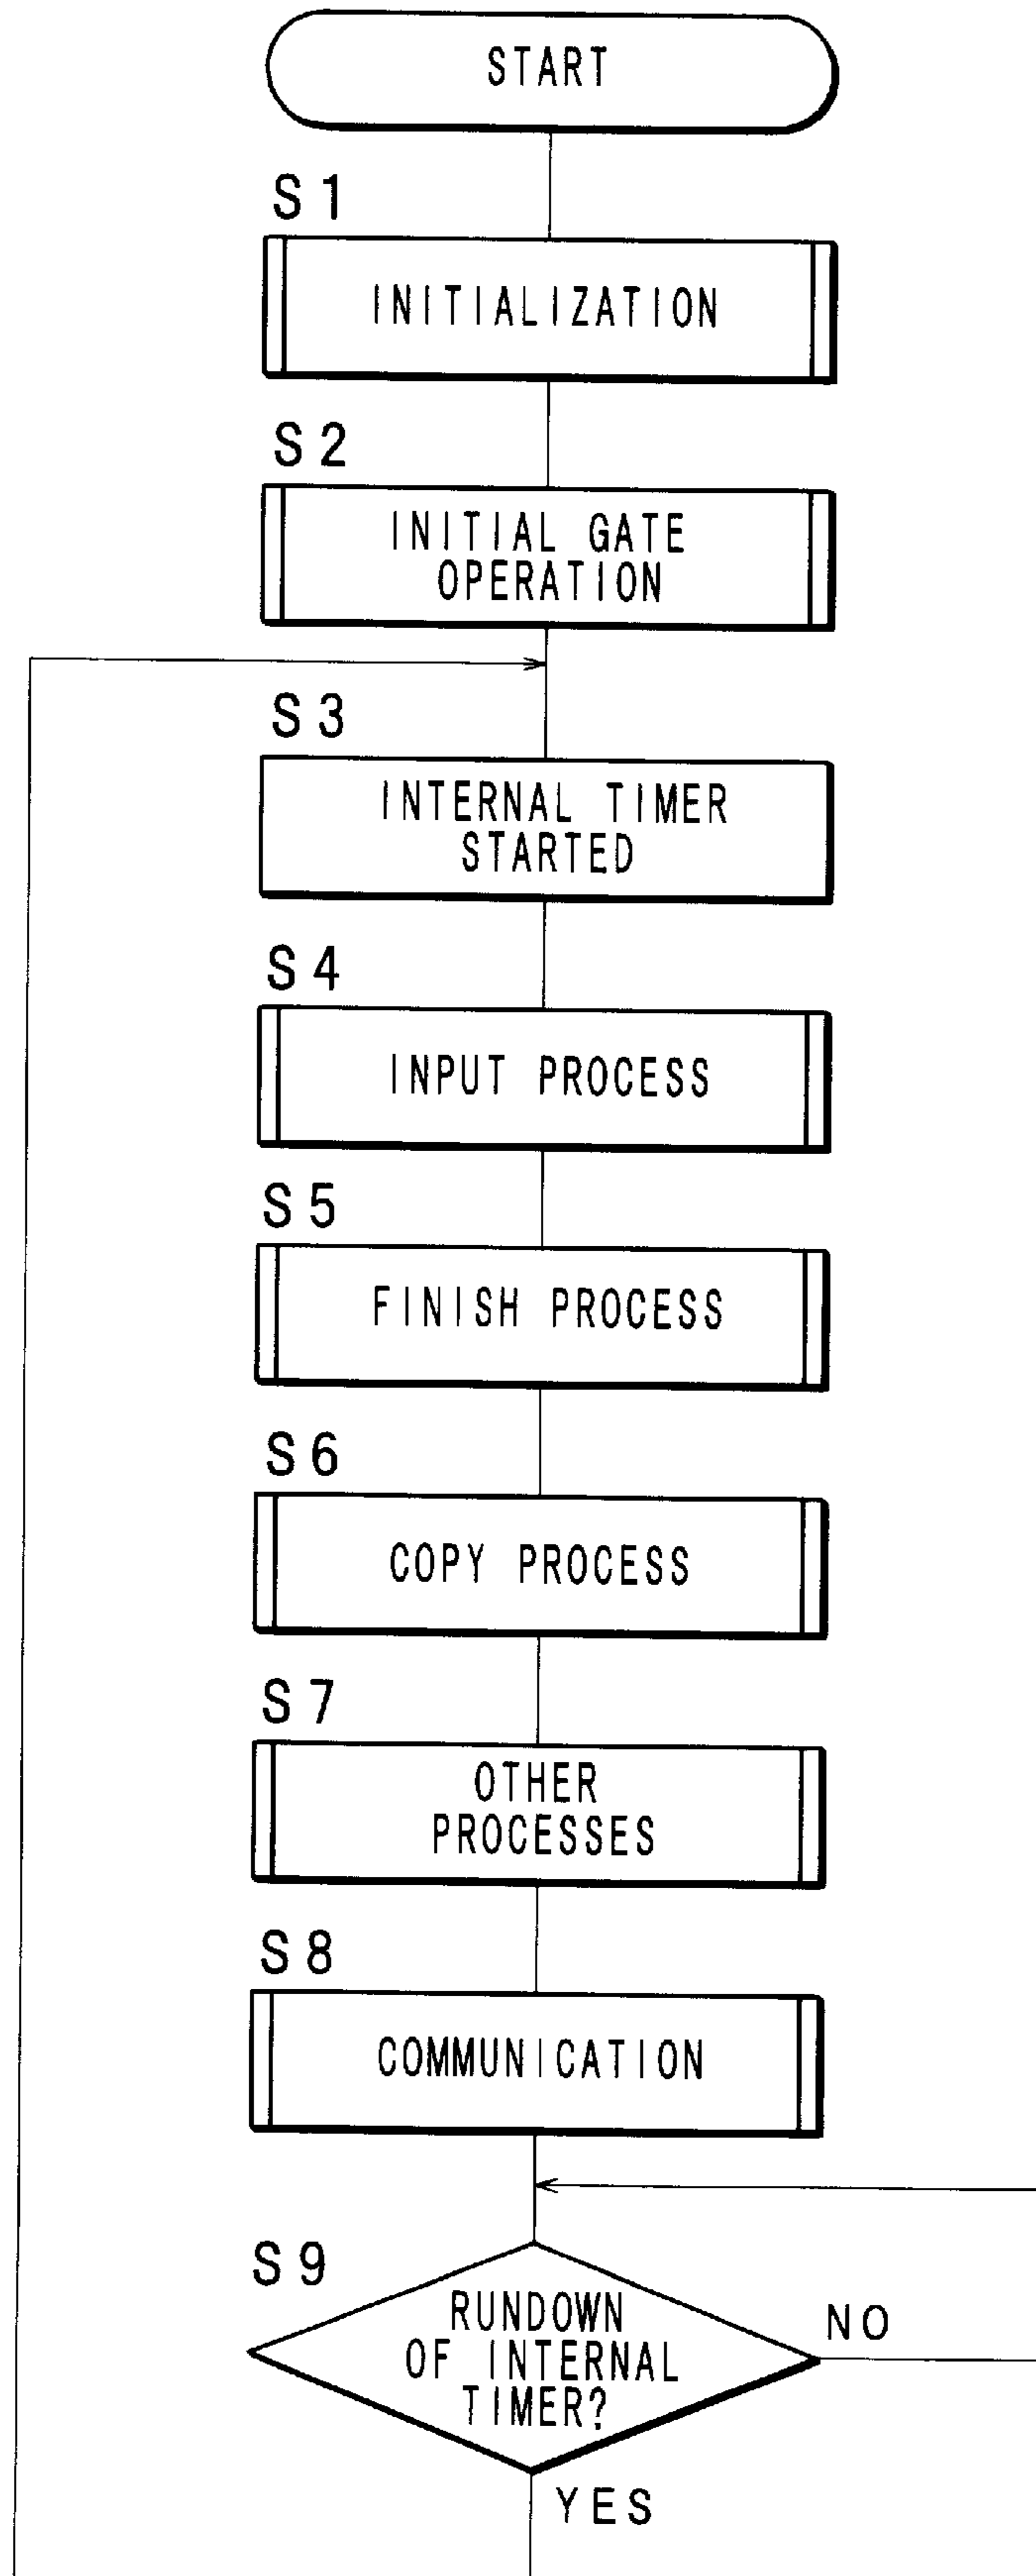 START
S1
INITIALIZATION
S2
INITIAL GATE
OPERATION
S3
INTERNAL TIMER
STARTED
S4
INPUT PROCESS
S5
FINISH PROCESS
S6
COPY PROCESS
S7
OTHER
PROCESSES
S8
COMMUNICATION
S9
RUNDOWN
OF INTERNAL
TIMER?
NO
YES